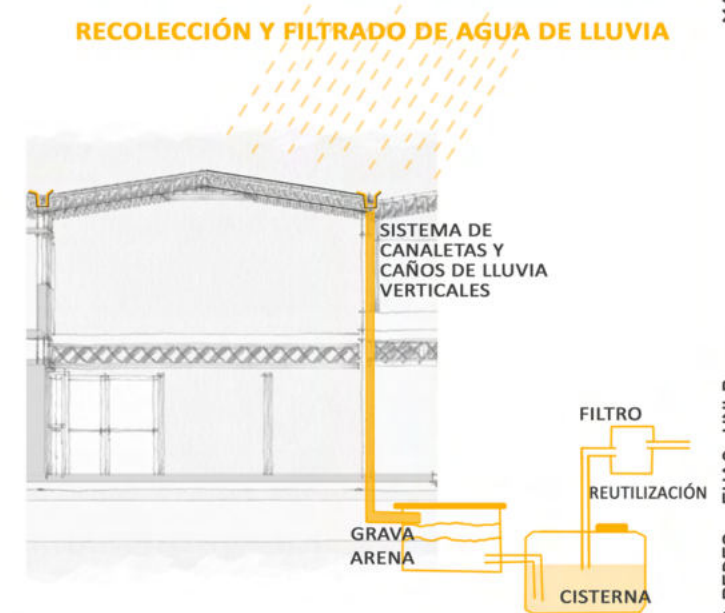 RECOLECCIÓN Y FILTRADO DE AGUA DE LLUVIA
SISTEMA DE
CANALETAS Y
CAÑOS DE LLUVIA
VERTICALES
FILTRO
REUTILIZACIÓN
GRAVA
ARENA
CISTERNA